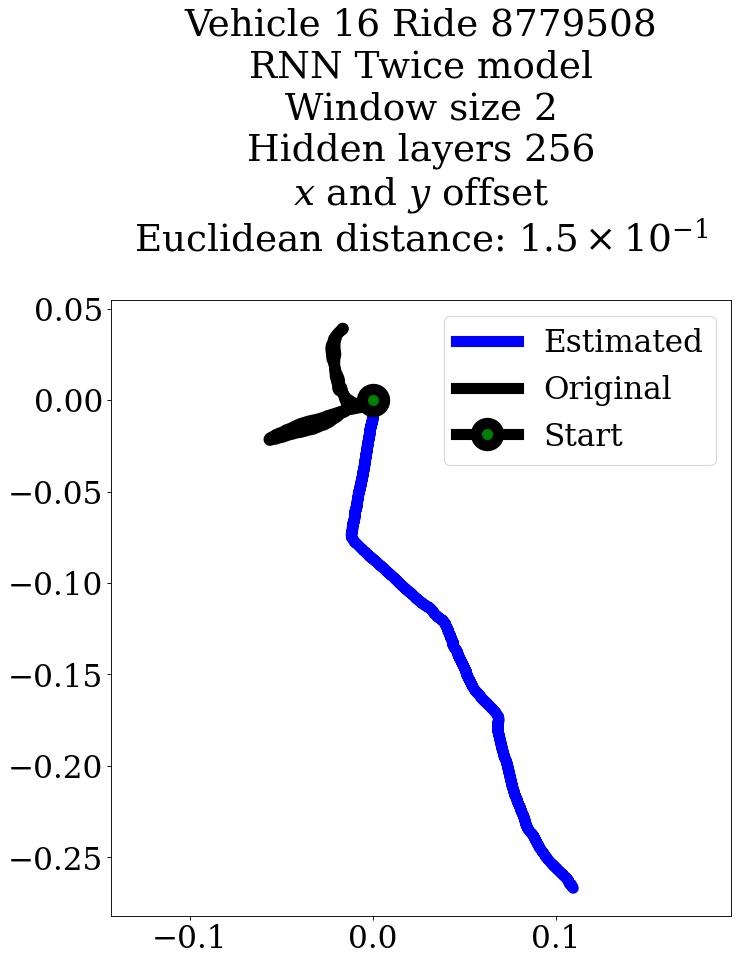 Vehicle 16 Ride 8779508
RNN Twice model
Window size 2
Hidden layers 256
x and y offset
Euclidean distance: 1.5 × 10⁻¹
0.05
0.00
−0.05
−0.10
−0.15
−0.20
−0.25
Estimated
Original
Start
−0.1
0.0
0.1